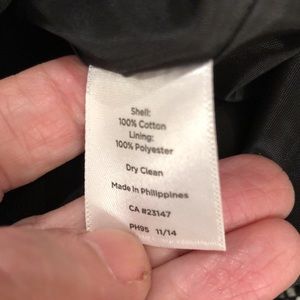 Shell:
100% Cotton
Lining:
100% Polyester
Dry Clean
Made in Philippines
CA #23147
PH95 11/14